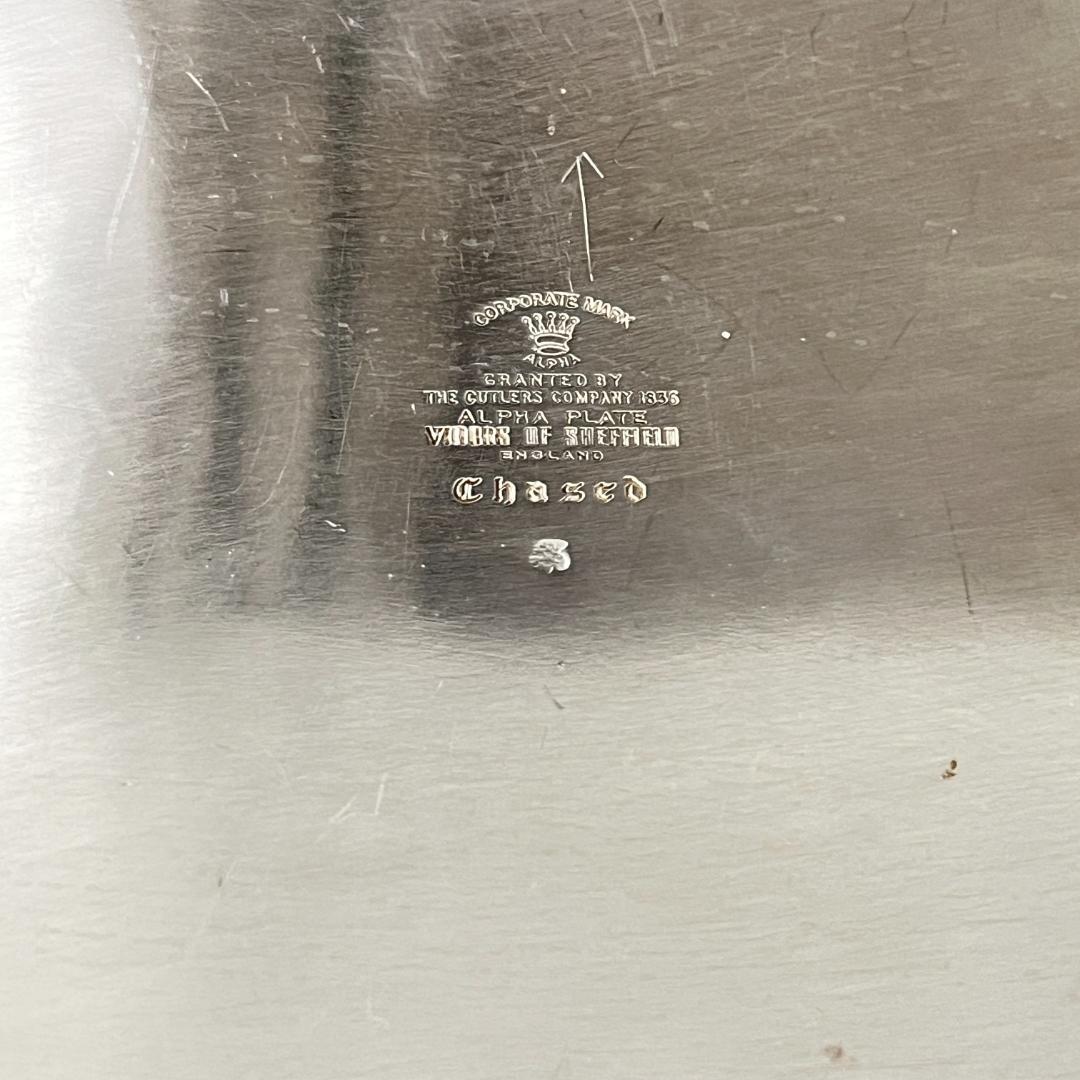 CORPORATE MARK
ALPHA
GRANTED BY
THE CUTLERS COMPANY 1836
ALPHA PLATE
VINERS OF SHEFFIELD
ENGLAND
Chased